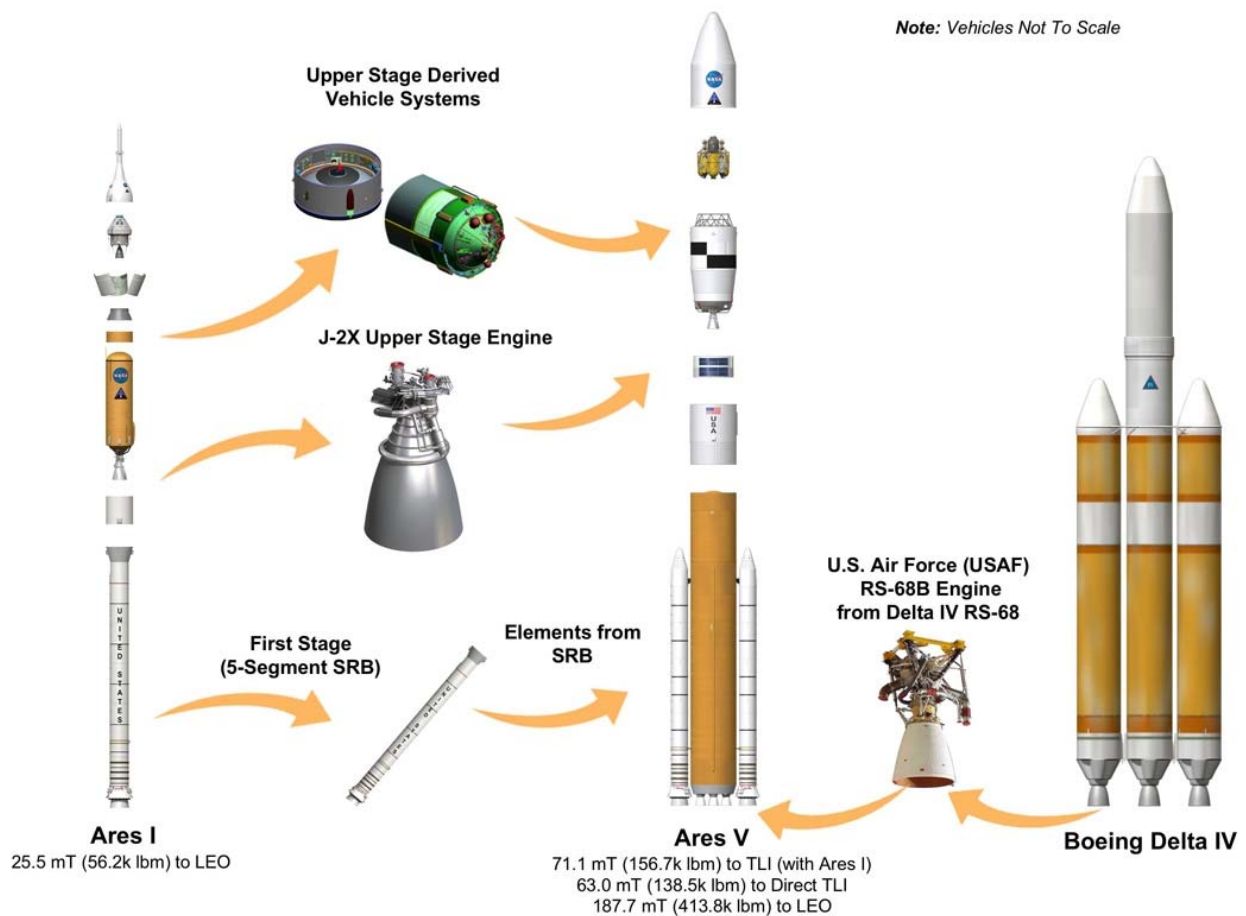 Note: Vehicles Not To Scale
Upper Stage Derived
Vehicle Systems
NASA
NASA
J-2X Upper Stage Engine
USA
UNITED STATES
First Stage
(5-Segment SRB)
UNITED STATES
Elements from
SRB
U.S. Air Force (USAF)
RS-68B Engine
from Delta IV RS-68
Ares I
25.5 mT (56.2k lbm) to LEO
Ares V
71.1 mT (156.7k lbm) to TLI (with Ares I)
63.0 mT (138.5k lbm) to Direct TLI
187.7 mT (413.8k lbm) to LEO
Boeing Delta IV